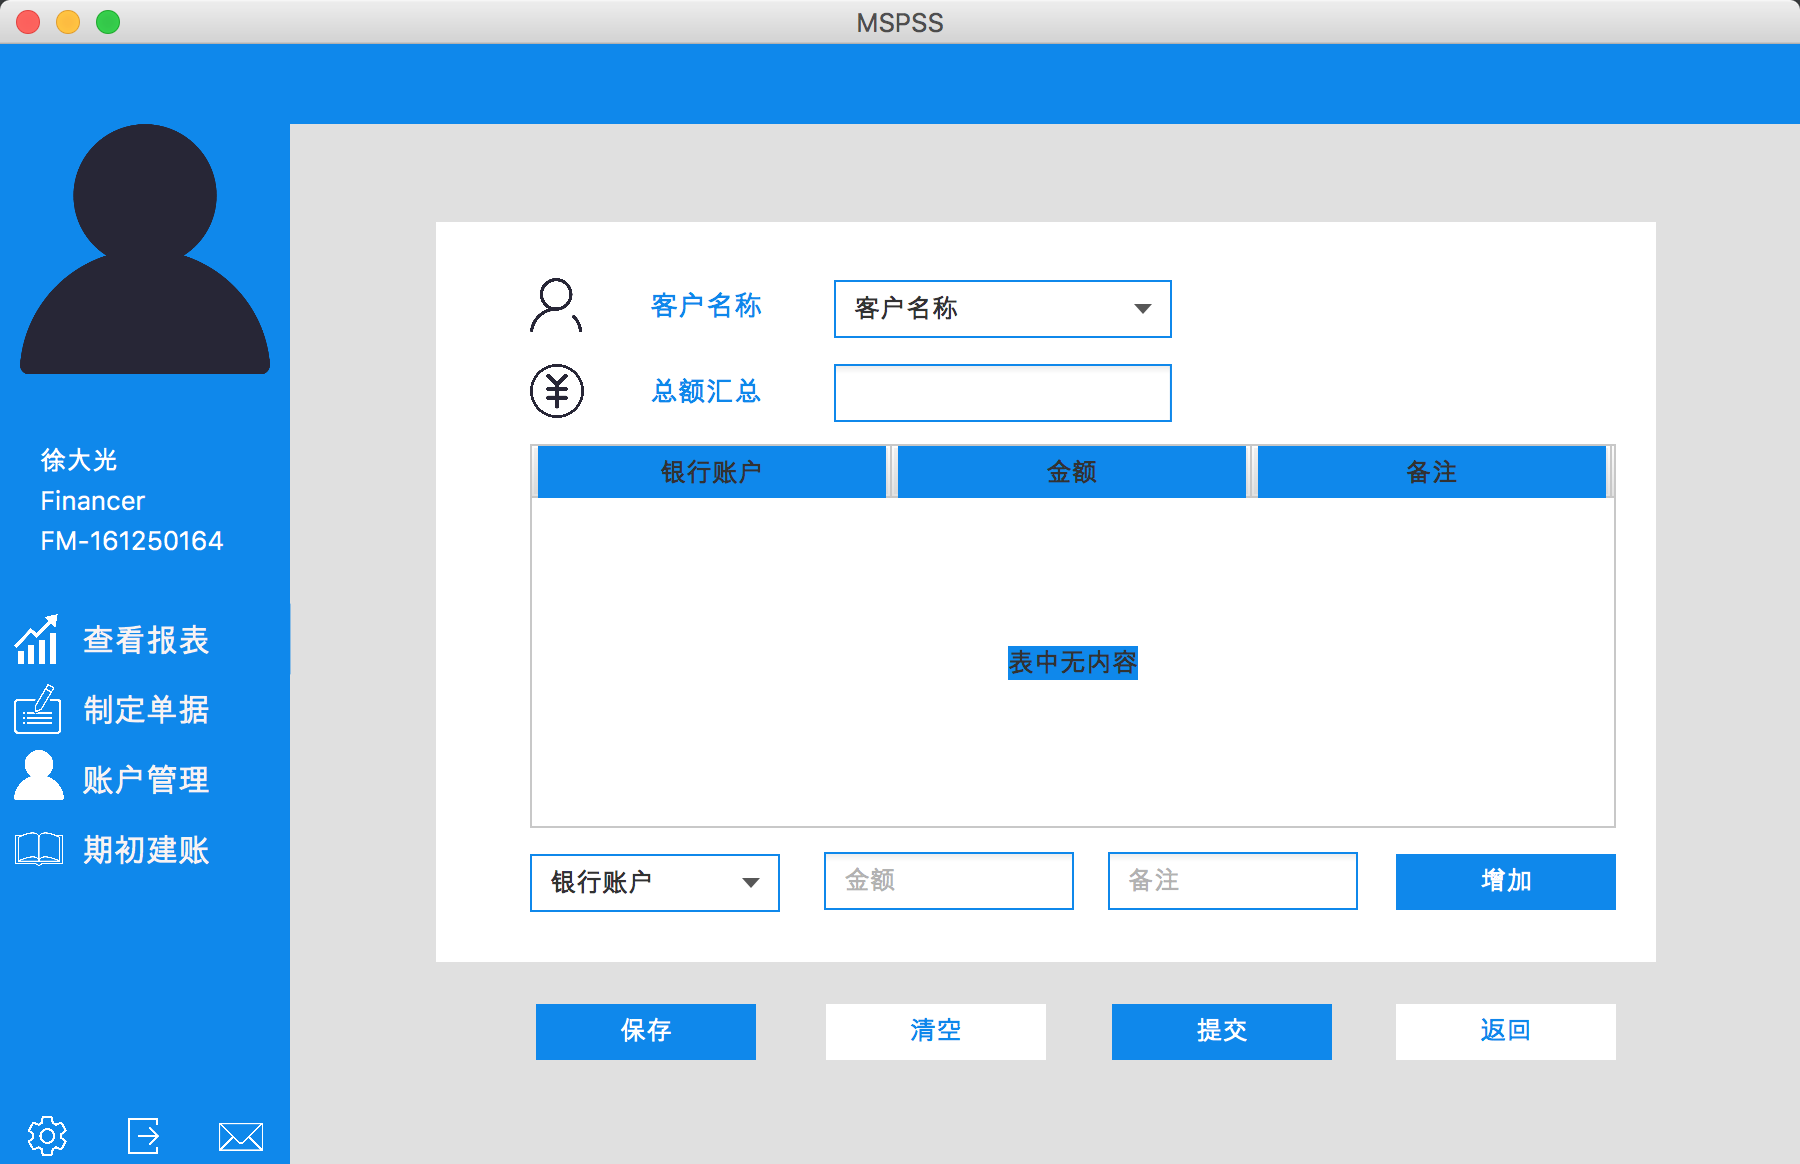 MSPSS
徐大光
Financer
FM-161250164
查看报表
制定单据
账户管理
期初建账
客户名称
客户名称
总额汇总
银行账户 金额 备注
表中无内容
银行账户 金额 备注 增加
保存 清空 提交 返回